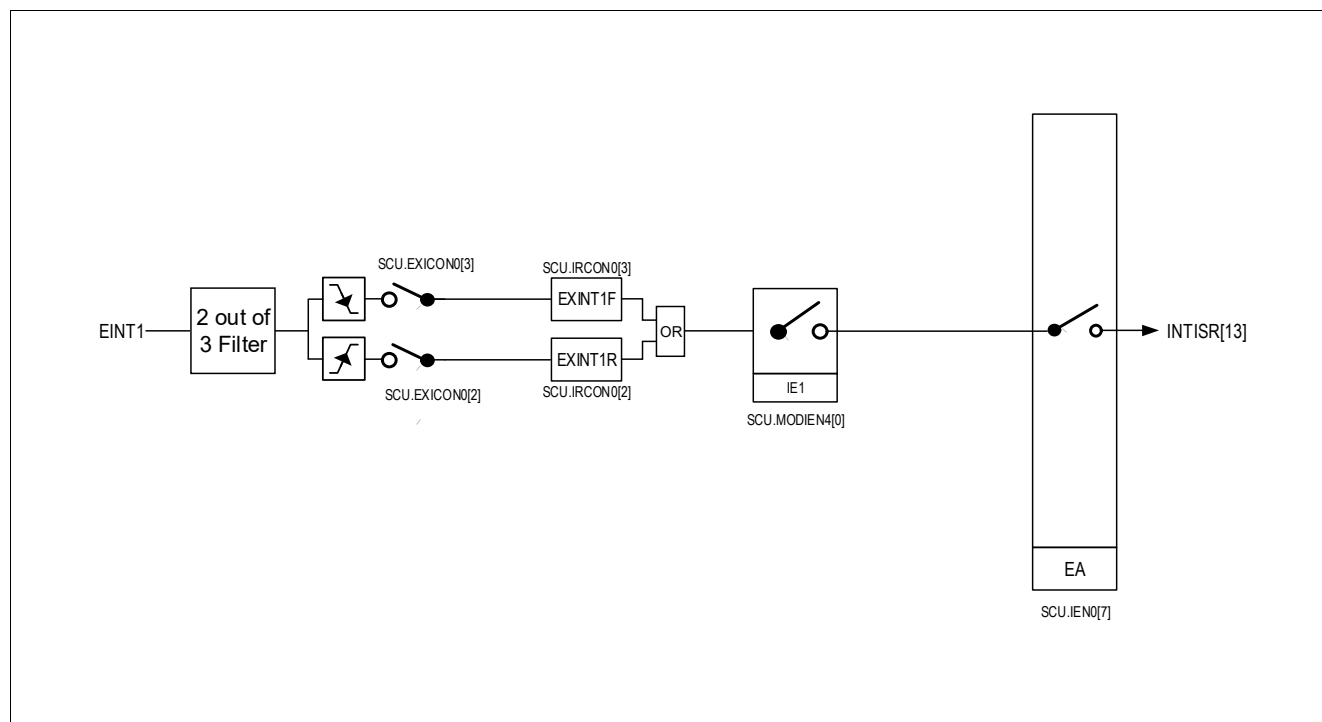 SCU.EXICON0[3]
SCU.IRCON0[3]
EINT1
2 out of
3 Filter
EXINT1F
OR
EXINT1R
SCU.EXICON0[2]
SCU.IRCON0[2]
IE1
SCU.MODIEN4[0]
INTISR[13]
EA
SCU.IEN0[7]